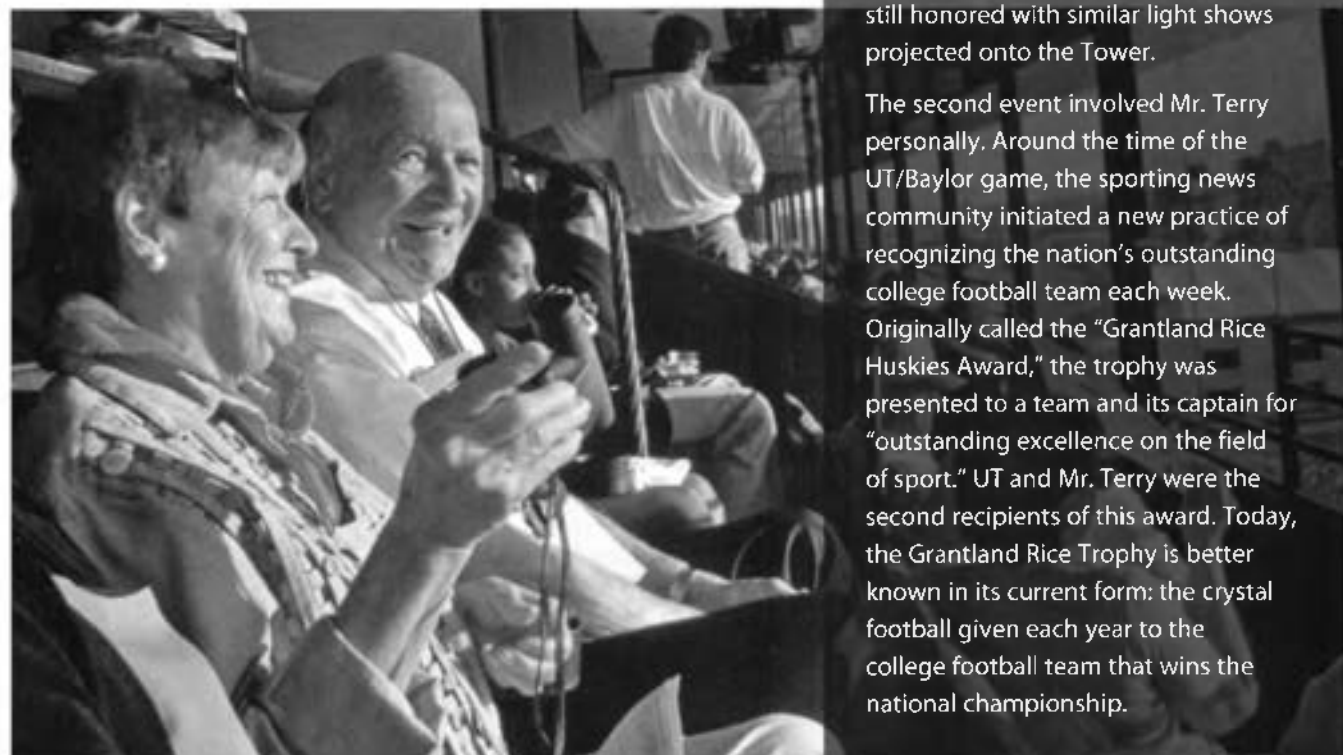 still honored with similar light shows
projected onto the Tower.
The second event involved Mr. Terry
personally. Around the time of the
UT/Baylor game, the sporting news
community initiated a new practice of
recognizing the nation’s outstanding
college football team each week.
Originally called the “Grantland Rice
Huskies Award,” the trophy was
presented to a team and its captain for
“outstanding excellence on the field
of sport.” UT and Mr. Terry were the
second recipients of this award. Today,
the Grantland Rice Trophy is better
known in its current form: the crystal
football given each year to the
college football team that wins the
national championship.